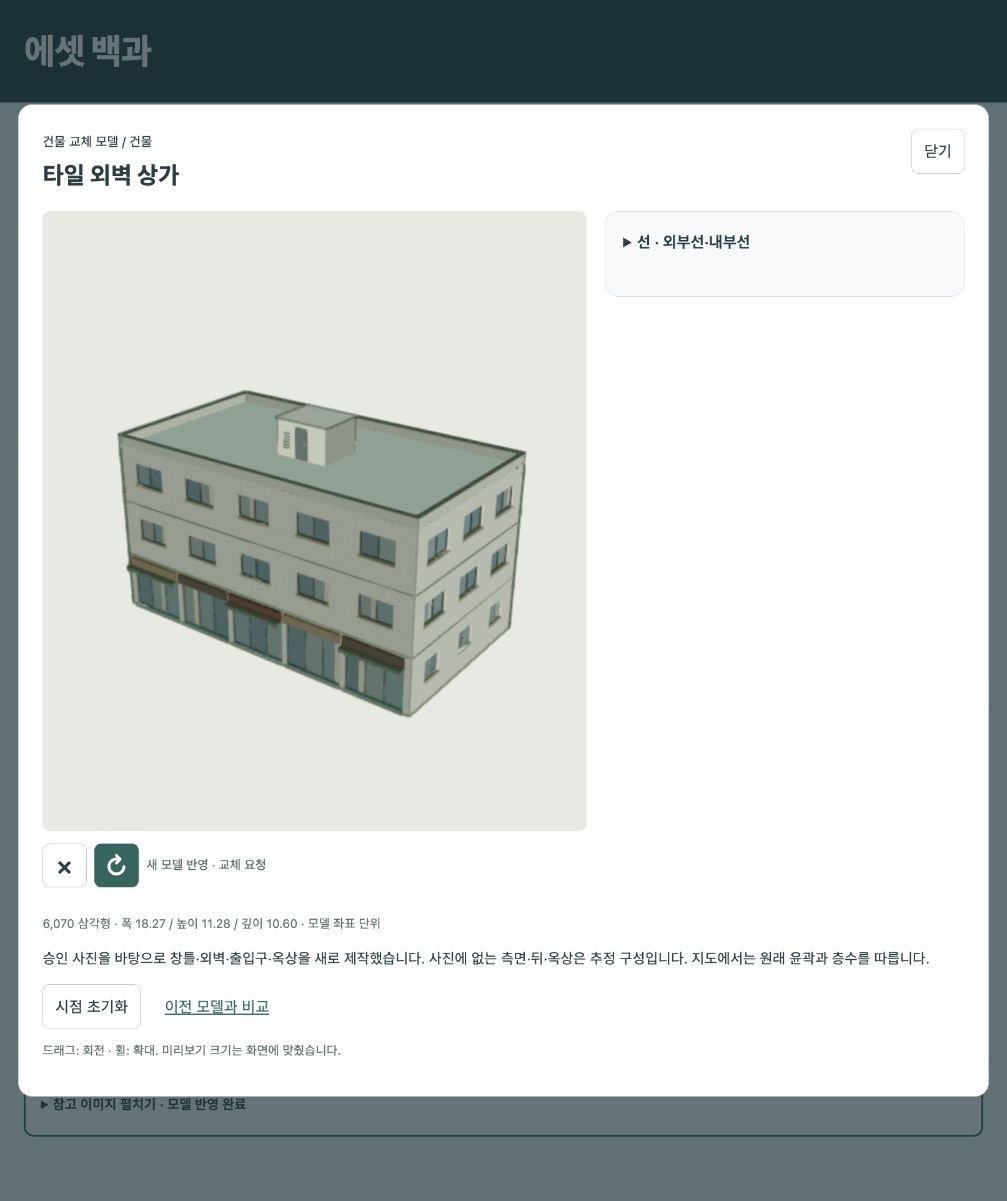 에셋 백과
건물 교체 모델 / 건물
타일 외벽 상가
닫기
▶ 선 · 외부선·내부선
새 모델 반영 · 교체 요청
6,070 삼각형 · 폭 18.27 / 높이 11.28 / 깊이 10.60 · 모델 좌표 단위
승인 사진을 바탕으로 창틀·외벽·출입구·옥상을 새로 제작했습니다. 사진에 없는 측면·뒤·옥상은 추정 구성입니다. 지도에서는 원래 윤곽과 층수를 따릅니다.
시점 초기화
이전 모델과 비교
드래그: 회전 · 휠: 확대. 미리보기 크기는 화면에 맞췄습니다.
▶ 참고 이미지 펼치기 · 모델 반영 완료